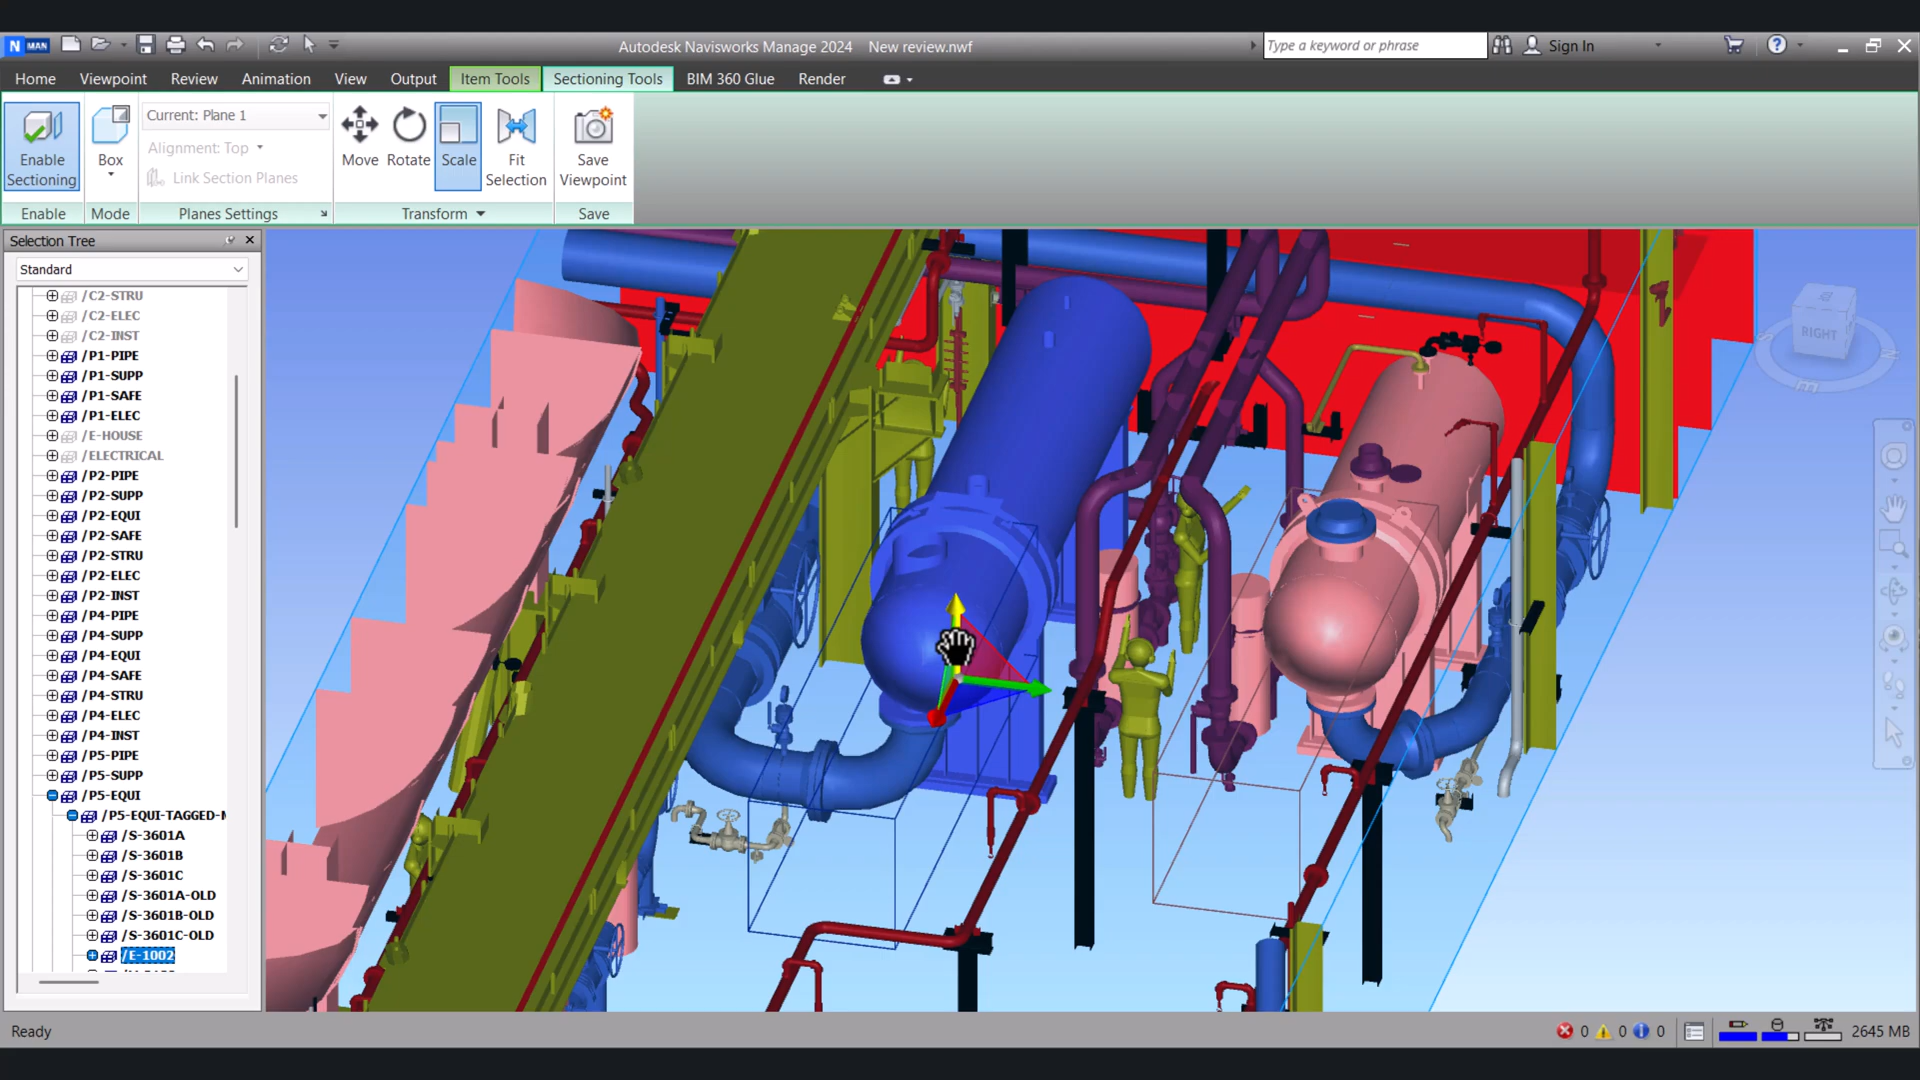 N MAN
Autodesk Navisworks Manage 2024 New review.nwf
Type a keyword or phrase
Sign In
Home Viewpoint Review Animation View Output Item Tools Sectioning Tools BIM 360 Glue Render
Enable Sectioning
Box
Current: Plane 1
Alignment: Top
Link Section Planes
Move Rotate Scale
Fit Selection
Save Viewpoint
Enable Mode Planes Settings Transform Save
Selection Tree
Standard
/C2-STRU
/C2-ELEC
/C2-INST
/P1-PIPE
/P1-SUPP
/P1-SAFE
/P1-ELEC
/E-HOUSE
/ELECTRICAL
/P2-PIPE
/P2-SUPP
/P2-EQUI
/P2-SAFE
/P2-STRU
/P2-ELEC
/P2-INST
/P4-PIPE
/P4-SUPP
/P4-EQUI
/P4-SAFE
/P4-STRU
/P4-ELEC
/P4-INST
/P5-PIPE
/P5-SUPP
/P5-EQUI
/P5-EQUI-TAGGED-
/S-3601A
/S-3601B
/S-3601C
/S-3601A-OLD
/S-3601B-OLD
/S-3601C-OLD
/E-1002
RIGHT
Ready
0 0 0 2645 MB